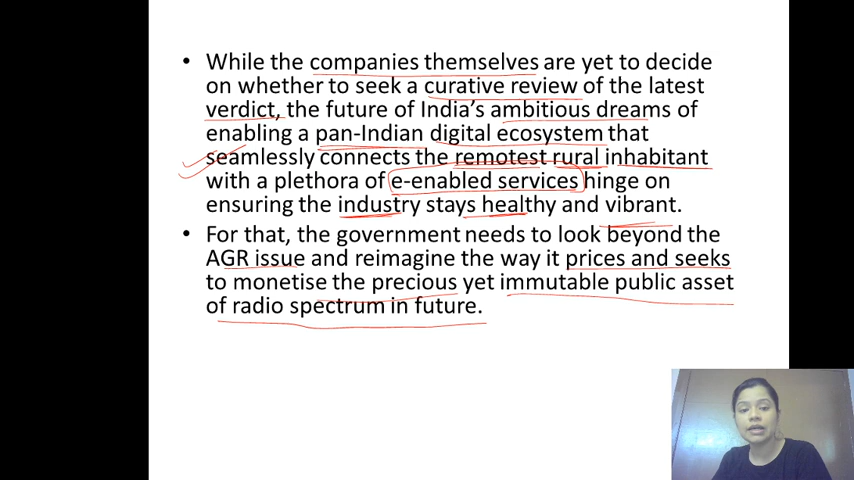 • While the companies themselves are yet to decide
on whether to seek a curative review of the latest
verdict, the future of India's ambitious dreams of
enabling a pan-Indian digital ecosystem that
seamlessly connects the remotest rural inhabitant
with a plethora of e-enabled services hinge on
ensuring the industry stays healthy and vibrant.
• For that, the government needs to look beyond the
AGR issue and reimagine the way it prices and seeks
to monetise the precious yet immutable public asset
of radio spectrum in future.